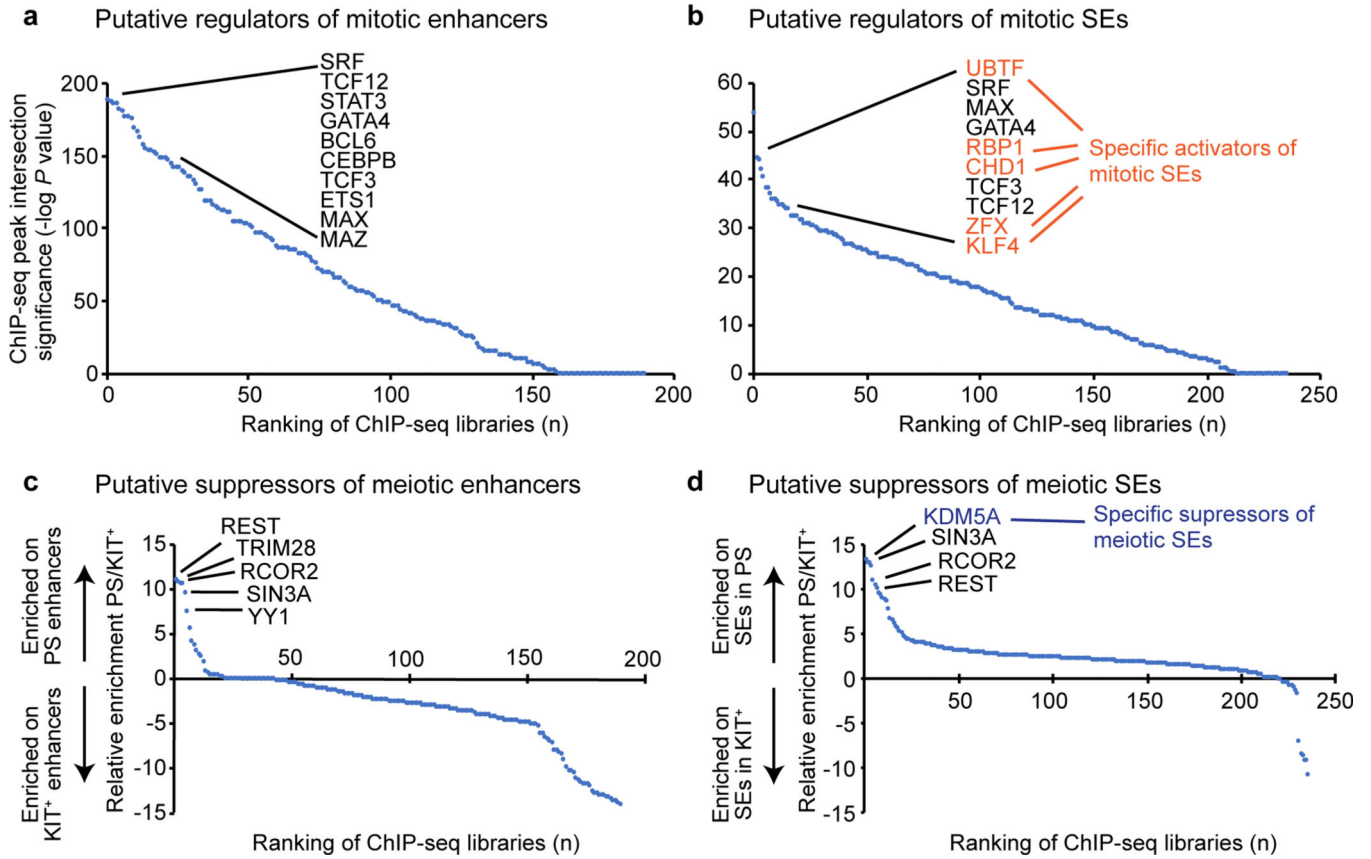 a Putative regulators of mitotic enhancers
ChIP-seq peak intersection
significance (-log P value)
200
150
100
50
0
SRF
TCF12
STAT3
GATA4
BCL6
CEBPB
TCF3
ETS1
MAX
MAZ
0 50 100 150 200
Ranking of ChIP-seq libraries (n)
b Putative regulators of mitotic SEs
60
50
40
30
20
10
0
UBTF
SRF
MAX
GATA4
RBP1
CHD1
TCF3
TCF12
ZFX
KLF4
Specific activators of
mitotic SEs
0 50 100 150 200 250
Ranking of ChIP-seq libraries (n)
c Putative suppressors of meiotic enhancers
Enriched on
PS enhancers
Enriched on
KIT+ enhancers
Relative enrichment PS/KIT+
15
10
5
0
-5
-10
-15
REST
TRIM28
RCOR2
SIN3A
YY1
50 100 150 200
Ranking of ChIP-seq libraries (n)
d Putative suppressors of meiotic SEs
Enriched on
SEs in PS
Enriched on
SEs in KIT+
Relative enrichment PS/KIT+
15
10
5
0
-5
-10
-15
KDM5A
SIN3A
RCOR2
REST
Specific supressors of
meiotic SEs
50 100 150 200 250
Ranking of ChIP-seq libraries (n)